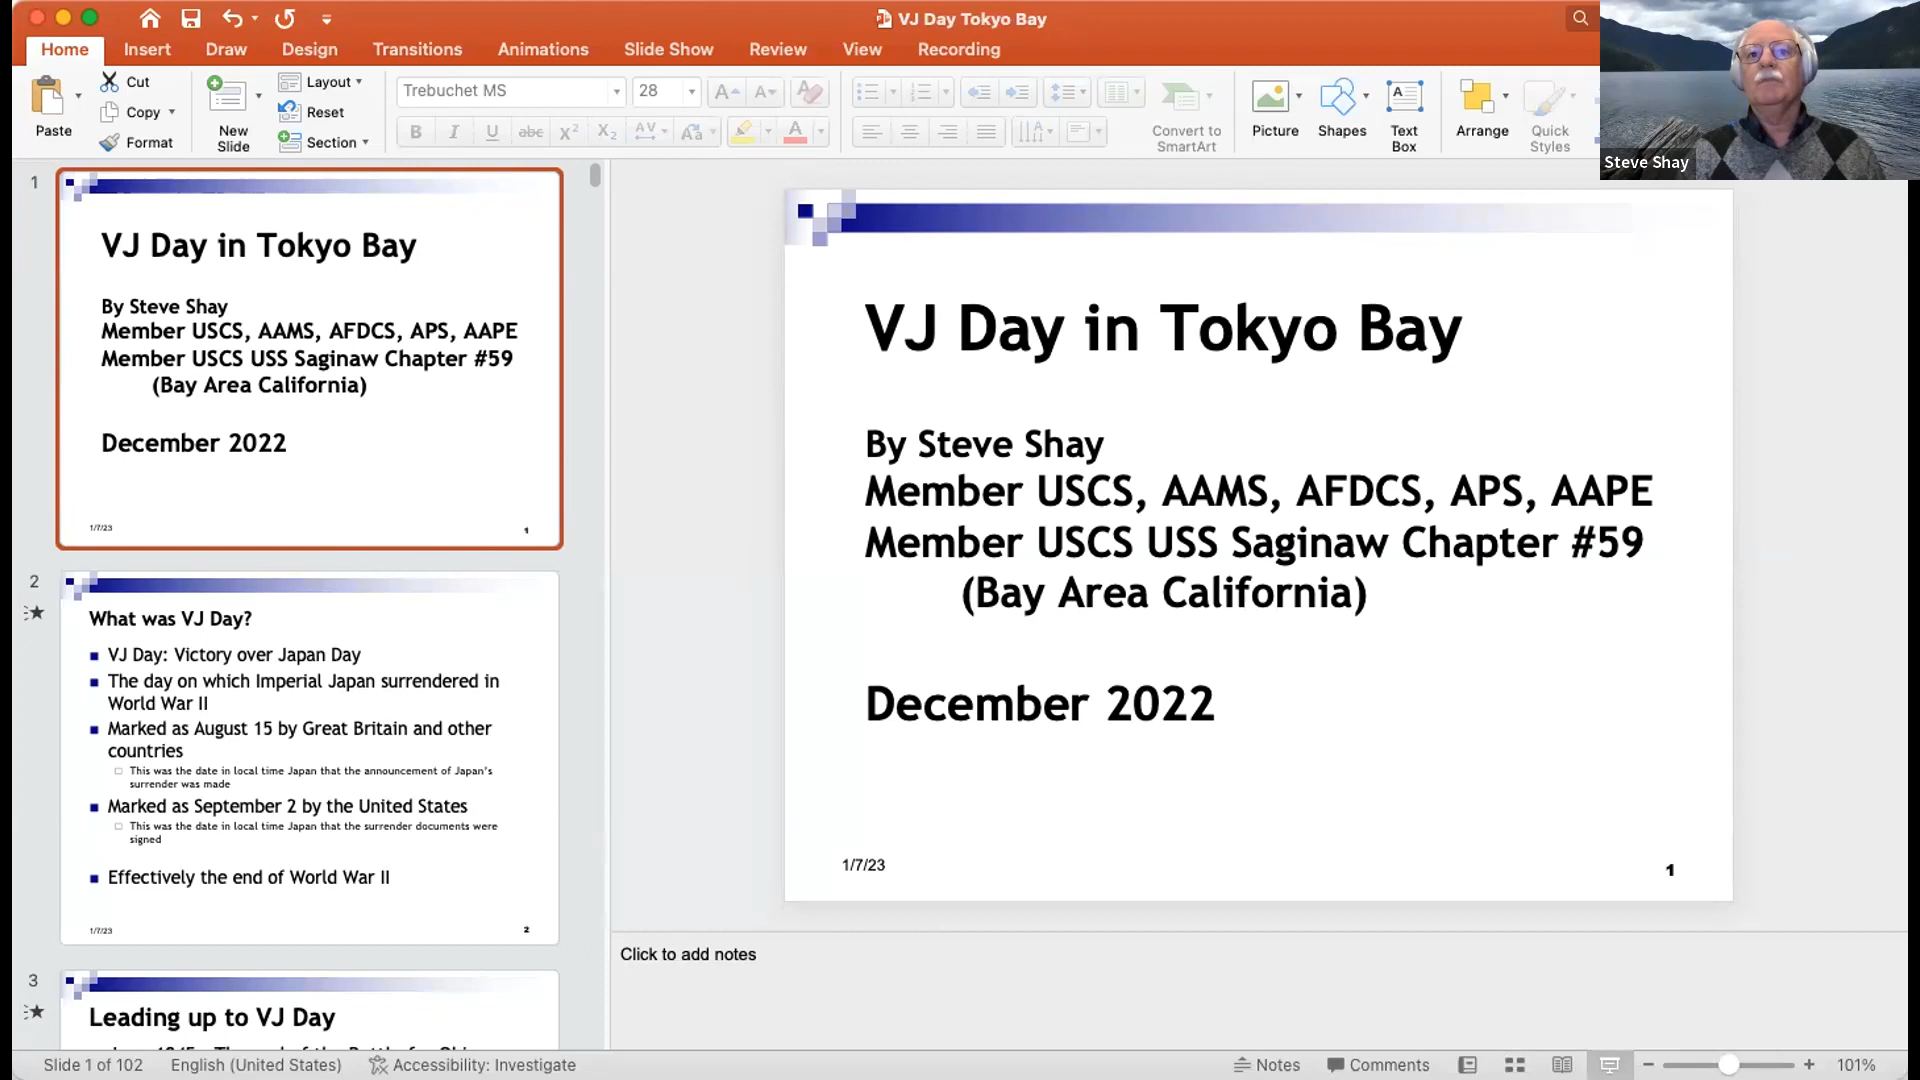 VJ Day Tokyo Bay
Home Insert Draw Design Transitions Animations Slide Show Review View Recording
Paste
Cut
Copy
Format
New Slide
Layout
Reset
Section
Trebuchet MS 28
Convert to SmartArt
Picture
Shapes
Text Box
Arrange
Quick Styles
Steve Shay
1
VJ Day in Tokyo Bay
By Steve Shay
Member USCS, AAMS, AFDCS, APS, AAPE
Member USCS USS Saginaw Chapter #59
(Bay Area California)
December 2022
1/7/23 1
2
What was VJ Day?
VJ Day: Victory over Japan Day
The day on which Imperial Japan surrendered in
World War II
Marked as August 15 by Great Britain and other
countries
This was the date in local time Japan that the announcement of Japan's
surrender was made
Marked as September 2 by the United States
This was the date in local time Japan that the surrender documents were
signed
Effectively the end of World War II
1/7/23 2
3
Leading up to VJ Day
VJ Day in Tokyo Bay
By Steve Shay
Member USCS, AAMS, AFDCS, APS, AAPE
Member USCS USS Saginaw Chapter #59
(Bay Area California)
December 2022
1/7/23 1
Click to add notes
Slide 1 of 102 English (United States) Accessibility: Investigate Notes Comments 101%